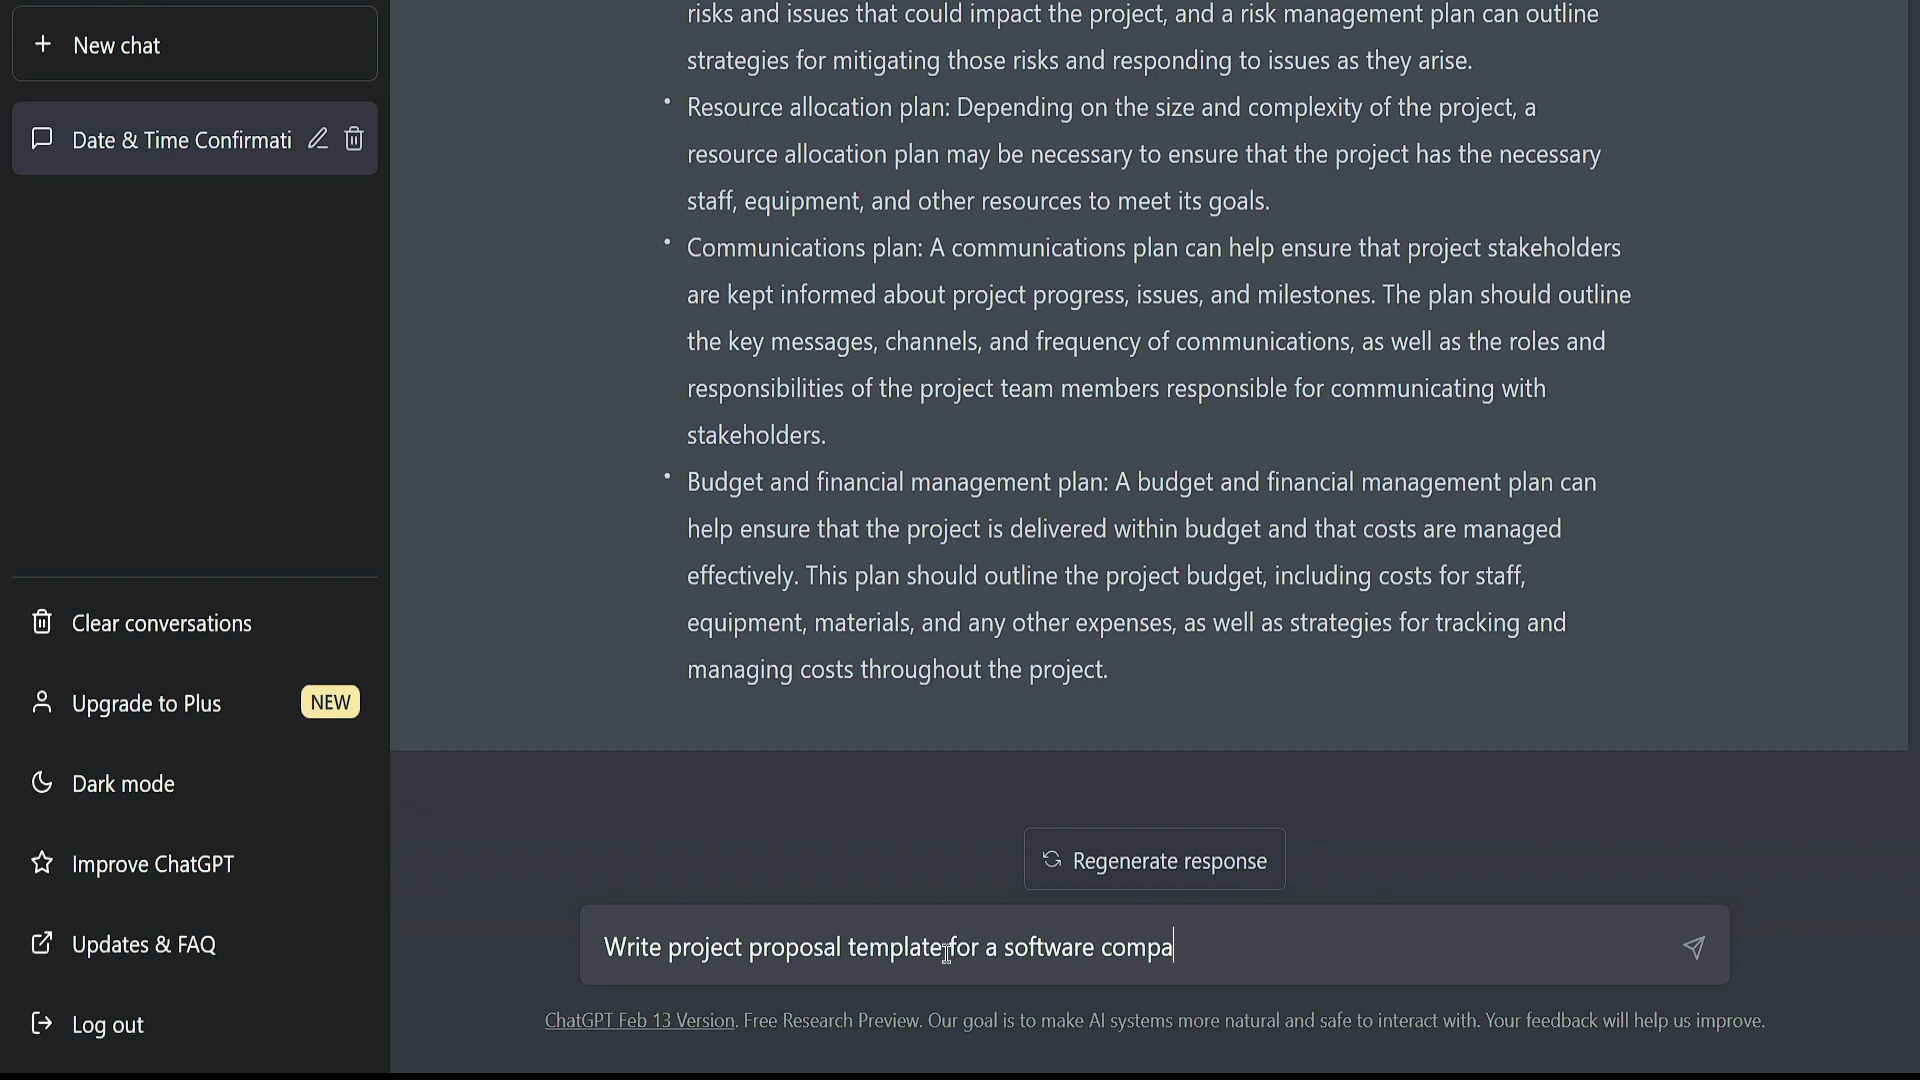 New chat
Date & Time Confirmati
Clear conversations
Upgrade to Plus NEW
Dark mode
Improve ChatGPT
Updates & FAQ
Log out
risks and issues that could impact the project, and a risk management plan can outline
strategies for mitigating those risks and responding to issues as they arise.
• Resource allocation plan: Depending on the size and complexity of the project, a
resource allocation plan may be necessary to ensure that the project has the necessary
staff, equipment, and other resources to meet its goals.
• Communications plan: A communications plan can help ensure that project stakeholders
are kept informed about project progress, issues, and milestones. The plan should outline
the key messages, channels, and frequency of communications, as well as the roles and
responsibilities of the project team members responsible for communicating with
stakeholders.
• Budget and financial management plan: A budget and financial management plan can
help ensure that the project is delivered within budget and that costs are managed
effectively. This plan should outline the project budget, including costs for staff,
equipment, materials, and any other expenses, as well as strategies for tracking and
managing costs throughout the project.
Regenerate response
Write project proposal template for a software compa
ChatGPT Feb 13 Version. Free Research Preview. Our goal is to make AI systems more natural and safe to interact with. Your feedback will help us improve.